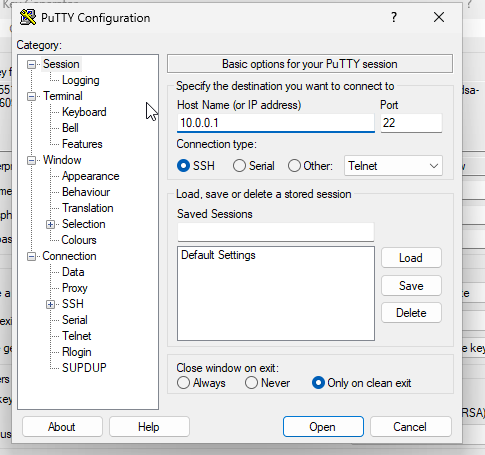 PuTTY Configuration
?
Category:
Session
Logging
Terminal
Keyboard
Bell
Features
Window
Appearance
Behaviour
Translation
Selection
Colours
Connection
Data
Proxy
SSH
Serial
Telnet
Rlogin
SUPDUP
Basic options for your PuTTY session
Specify the destination you want to connect to
Host Name (or IP address)
Port
10.0.0.1
22
Connection type:
SSH
Serial
Other:
Telnet
Load, save or delete a stored session
Saved Sessions
Default Settings
Load
Save
Delete
Close window on exit:
Always
Never
Only on clean exit
About
Help
Open
Cancel
dsa-
e key
RSA)